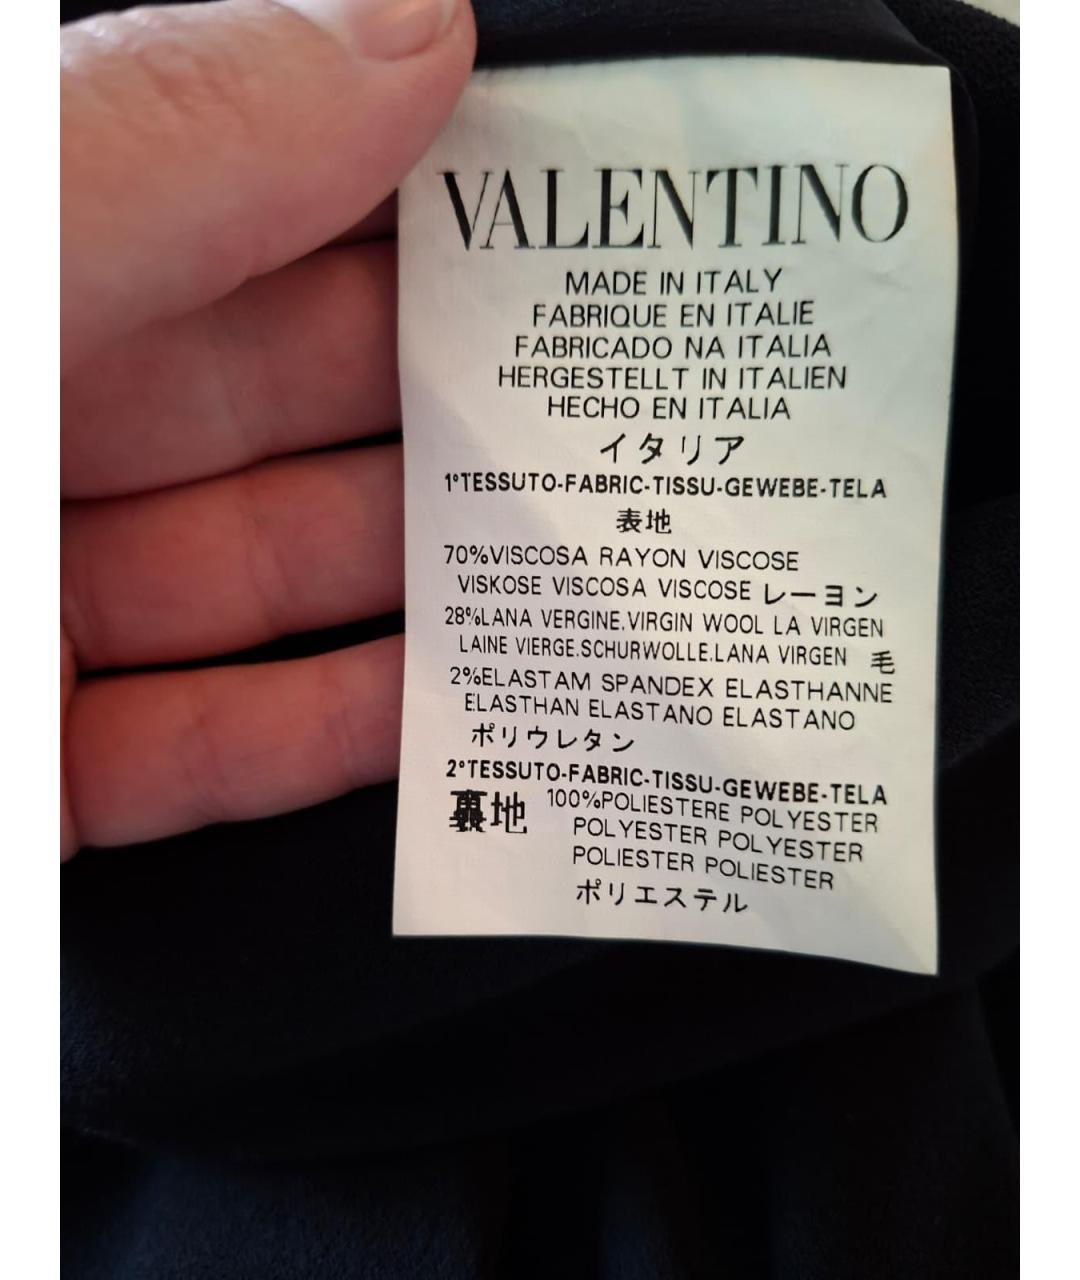 VALENTINO
MADE IN ITALY
FABRIQUE EN ITALIE
FABRICADO NA ITALIA
HERGESTELLT IN ITALIEN
HECHO EN ITALIA
イタリア
1°TESSUTO-FABRIC-TISSU-GEWEBE-TELA
表地
70%VISCOSA RAYON VISCOSE
VISKOSE VISCOSA VISCOSE レーヨン
28%LANA VERGINE.VIRGIN WOOL LA VIRGEN
LAINE VIERGE.SCHURWOLLE.LANA VIRGEN 毛
2%ELASTAM SPANDEX ELASTHANNE
ELASTHAN ELASTANO ELASTANO
ポリウレタン
2°TESSUTO-FABRIC-TISSU-GEWEBE-TELA
裏地 100%POLIESTERE POLYESTER
POLYESTER POLYESTER
POLIESTER POLIESTER
ポリエステル